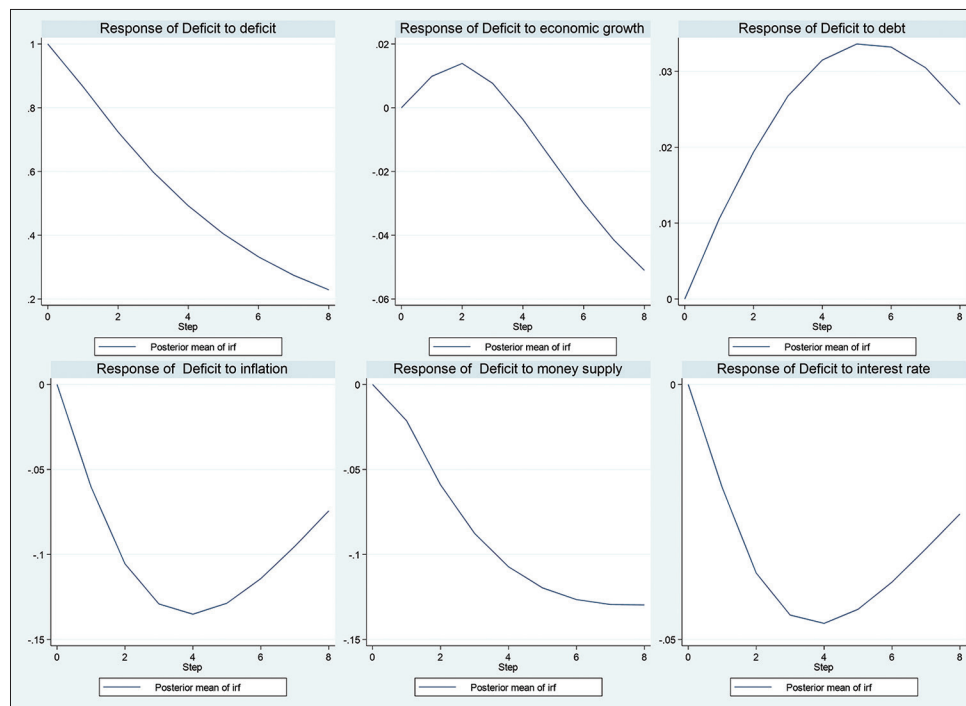 Response of Deficit to deficit
1
.8
.6
.4
.2
0 2 4 6 8
Step
Posterior mean of irf
Response of Deficit to economic growth
.02
0
-.02
-.04
-.06
0 2 4 6 8
Step
Posterior mean of irf
Response of Deficit to debt
.03
.02
.01
0
0 2 4 6 8
Step
Posterior mean of irf
Response of Deficit to inflation
0
-.05
-.1
-.15
0 2 4 6 8
Step
Posterior mean of irf
Response of Deficit to money supply
0
-.05
-.1
-.15
0 2 4 6 8
Step
Posterior mean of irf
Response of Deficit to interest rate
0
-.05
0 2 4 6 8
Step
Posterior mean of irf